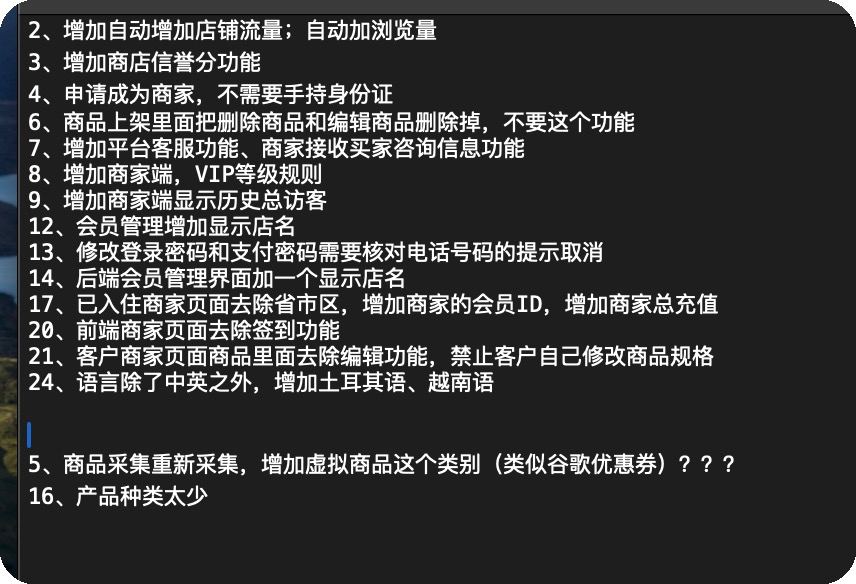 2、增加自动增加店铺流量；自动加浏览量
3、增加商店信誉分功能
4、申请成为商家，不需要手持身份证
6、商品上架里面把删除商品和编辑商品删除掉，不要这个功能
7、增加平台客服功能、商家接收买家咨询信息功能
8、增加商家端，VIP等级规则
9、增加商家端显示历史总访客
12、会员管理增加显示店名
13、修改登录密码和支付密码需要核对电话号码的提示取消
14、后端会员管理界面加一个显示店名
17、已入住商家页面去除省市区，增加商家的会员ID，增加商家总充值
20、前端商家页面去除签到功能
21、客户商家页面商品里面去除编辑功能，禁止客户自己修改商品规格
24、语言除了中英之外，增加土耳其语、越南语
5、商品采集重新采集，增加虚拟商品这个类别（类似谷歌优惠券）？？？
16、产品种类太少